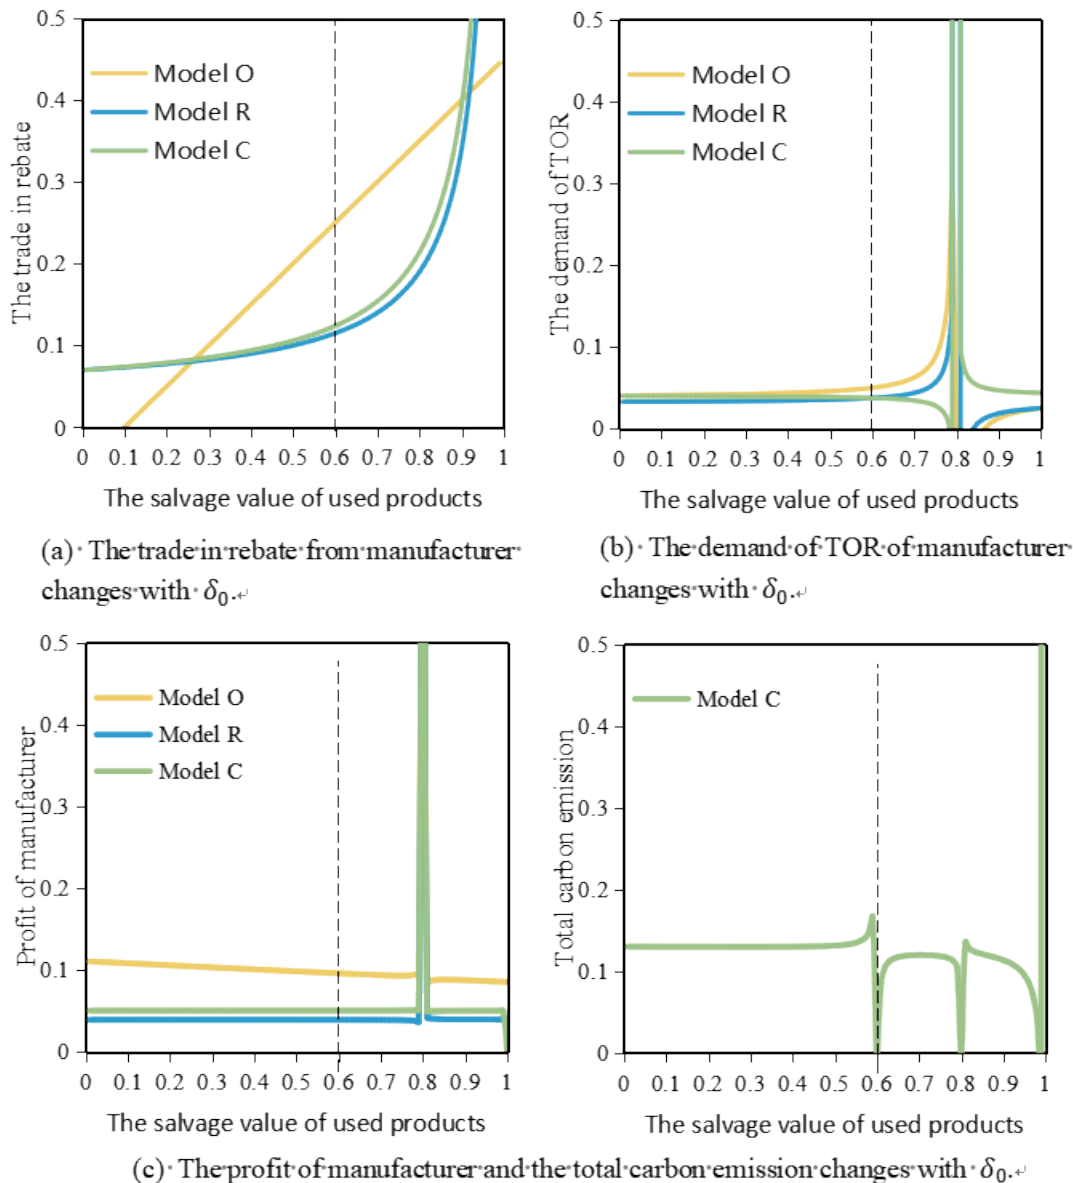 The trade in rebate
0.5
0.4
0.3
0.2
0.1
0
Model O
Model R
Model C
0 0.1 0.2 0.3 0.4 0.5 0.6 0.7 0.8 0.9 1
The salvage value of used products
(a)· The trade in rebate from manufacturer
changes with · δ₀.↵
The demand of TOR
0.5
0.4
0.3
0.2
0.1
0
Model O
Model R
Model C
0 0.1 0.2 0.3 0.4 0.5 0.6 0.7 0.8 0.9 1
The salvage value of used products
(b)· The demand of TOR of manufacturer
changes with · δ₀.↵
Profit of manufacturer
0.5
0.4
0.3
0.2
0.1
0
Model O
Model R
Model C
0 0.1 0.2 0.3 0.4 0.5 0.6 0.7 0.8 0.9 1
The salvage value of used products
Total carbon emission
0.5
0.4
0.3
0.2
0.1
0
Model C
0 0.1 0.2 0.3 0.4 0.5 0.6 0.7 0.8 0.9 1
The salvage value of used products
(c)· The profit of manufacturer and the total carbon emission changes with · δ₀.↵